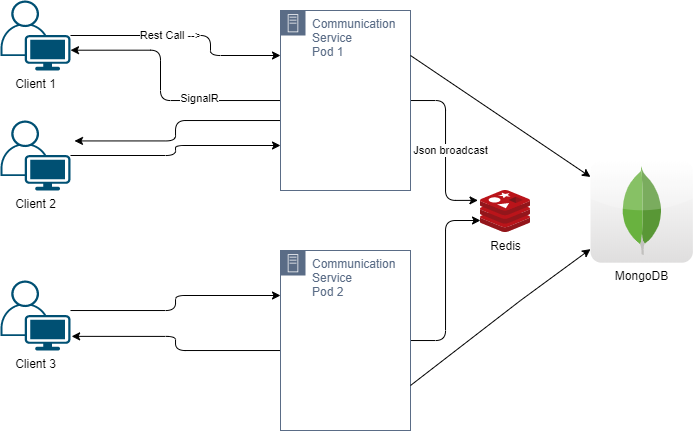 Client 1
Rest Call -->
SignalR
Communication
Service
Pod 1
Client 2
Json broadcast
Redis
MongoDB
Communication
Service
Pod 2
Client 3